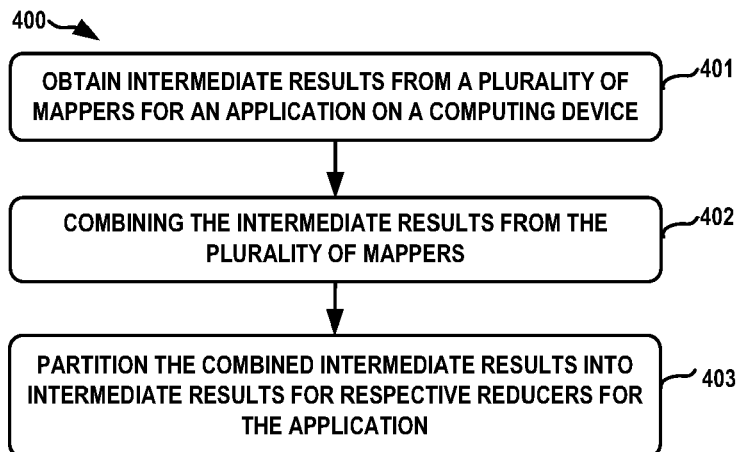 400
OBTAIN INTERMEDIATE RESULTS FROM A PLURALITY OF
MAPPERS FOR AN APPLICATION ON A COMPUTING DEVICE
401
COMBINING THE INTERMEDIATE RESULTS FROM THE
PLURALITY OF MAPPERS
402
PARTITION THE COMBINED INTERMEDIATE RESULTS INTO
INTERMEDIATE RESULTS FOR RESPECTIVE REDUCERS FOR
THE APPLICATION
403